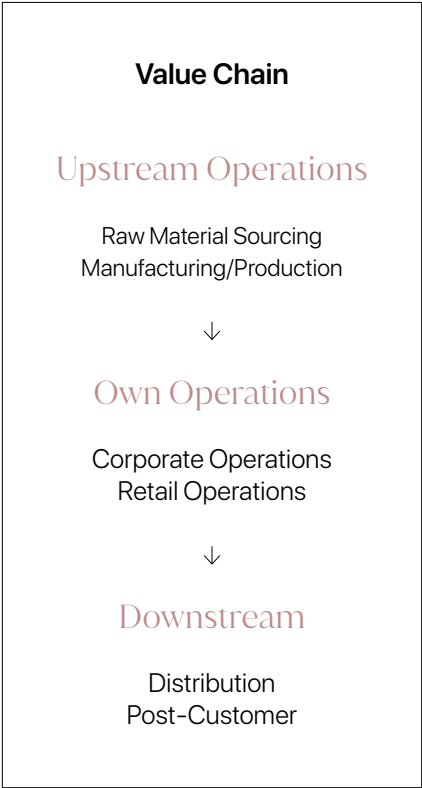 Value Chain
Upstream Operations
Raw Material Sourcing
Manufacturing/Production
↓
Own Operations
Corporate Operations
Retail Operations
↓
Downstream
Distribution
Post-Customer